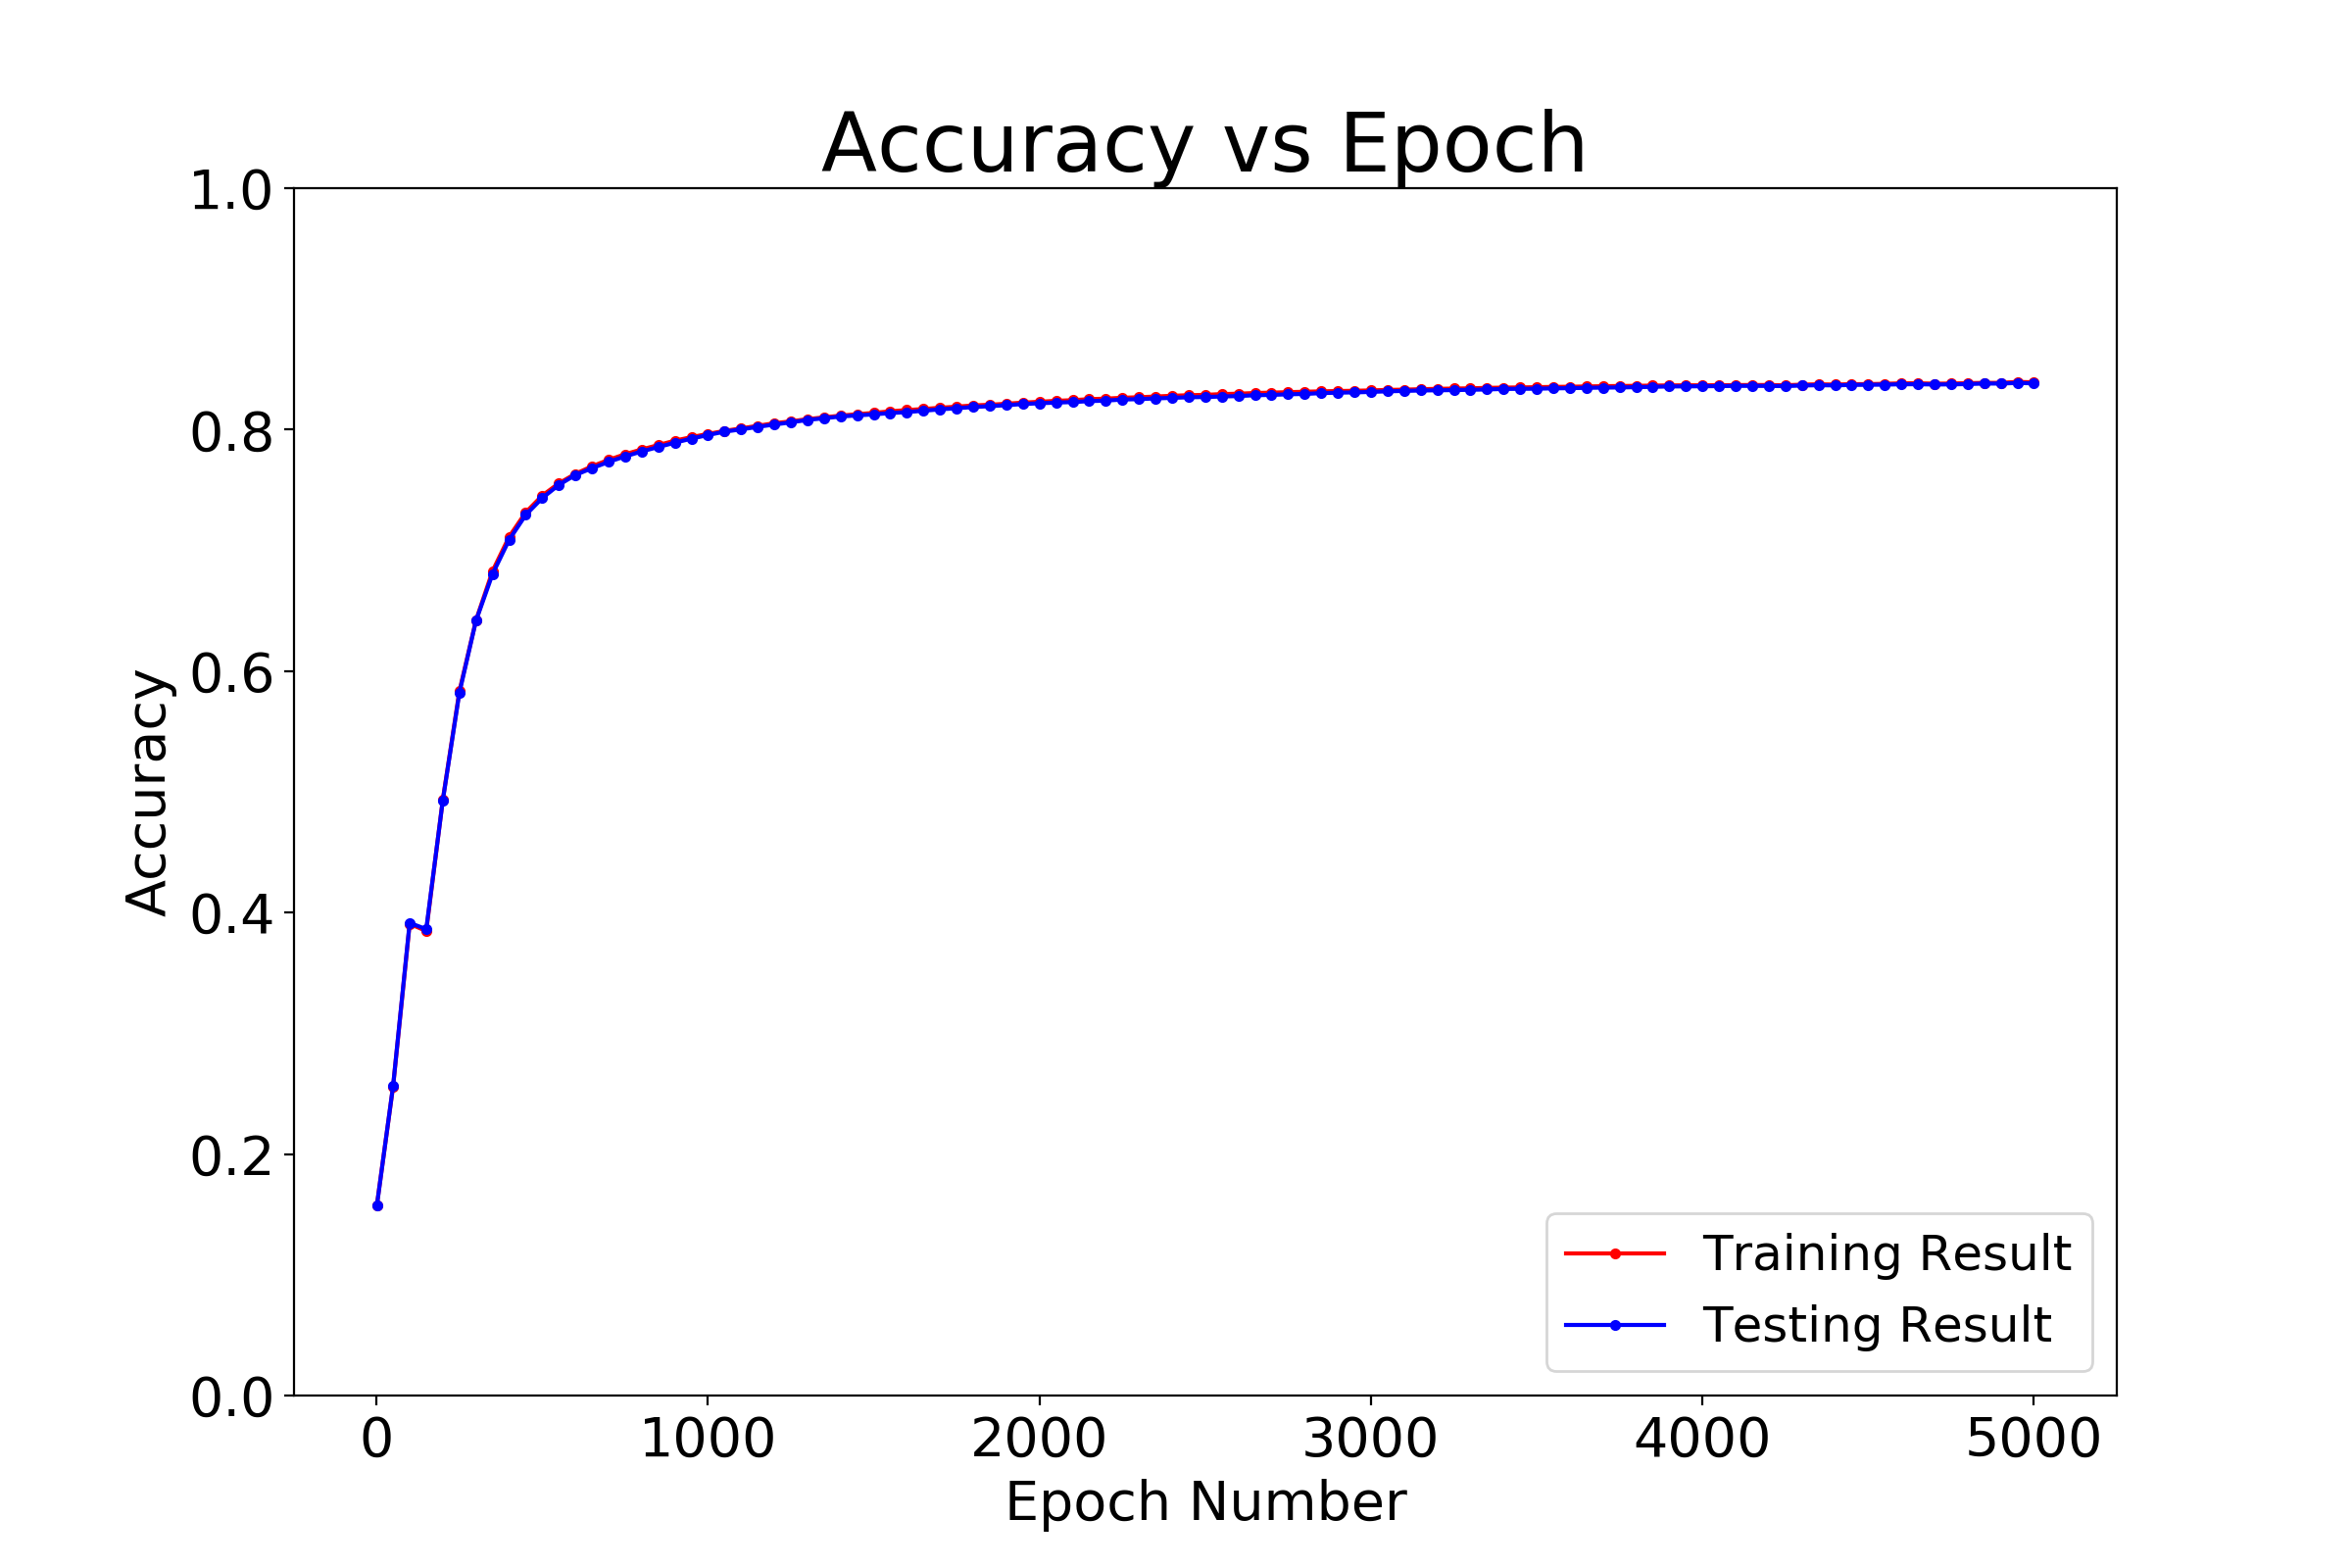 Accuracy vs Epoch
1.0
0.8
0.6
0.4
0.2
0.0
Accuracy
Training Result
Testing Result
0 1000 2000 3000 4000 5000
Epoch Number